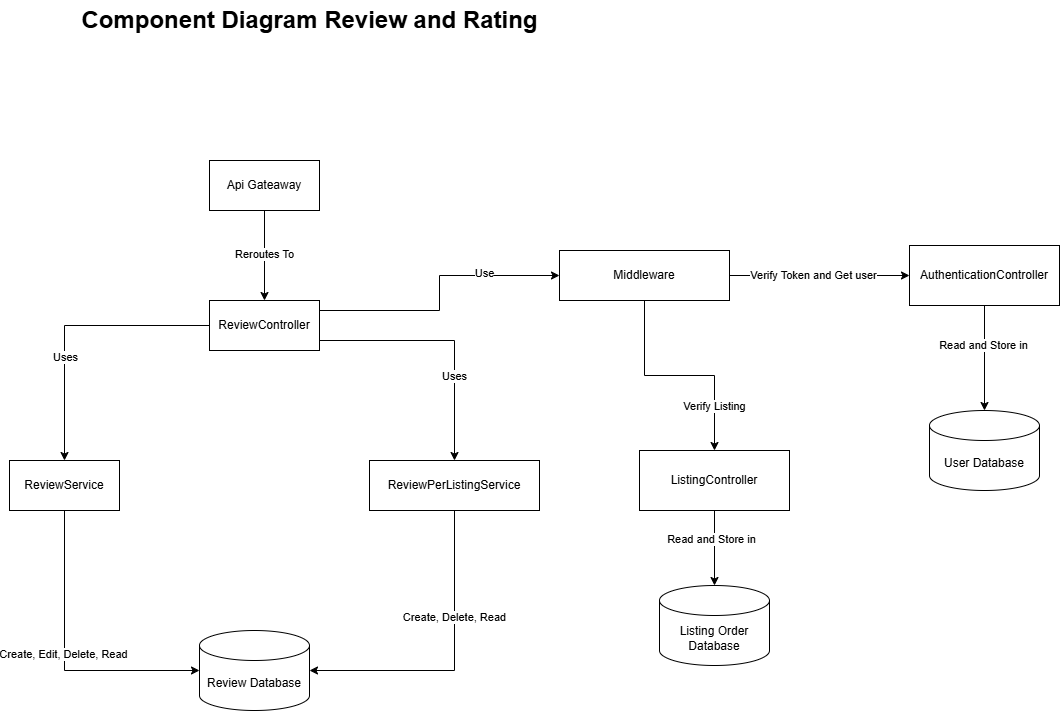 Component Diagram Review and Rating
Api Gateaway
Reroutes To
ReviewController
Use
Middleware
Verify Token and Get user
AuthenticationController
Uses
Uses
Read and Store in
Verify Listing
User Database
ReviewService
ReviewPerListingService
ListingController
Read and Store in
Create, Delete, Read
Listing Order
Database
Create, Edit, Delete, Read
Review Database